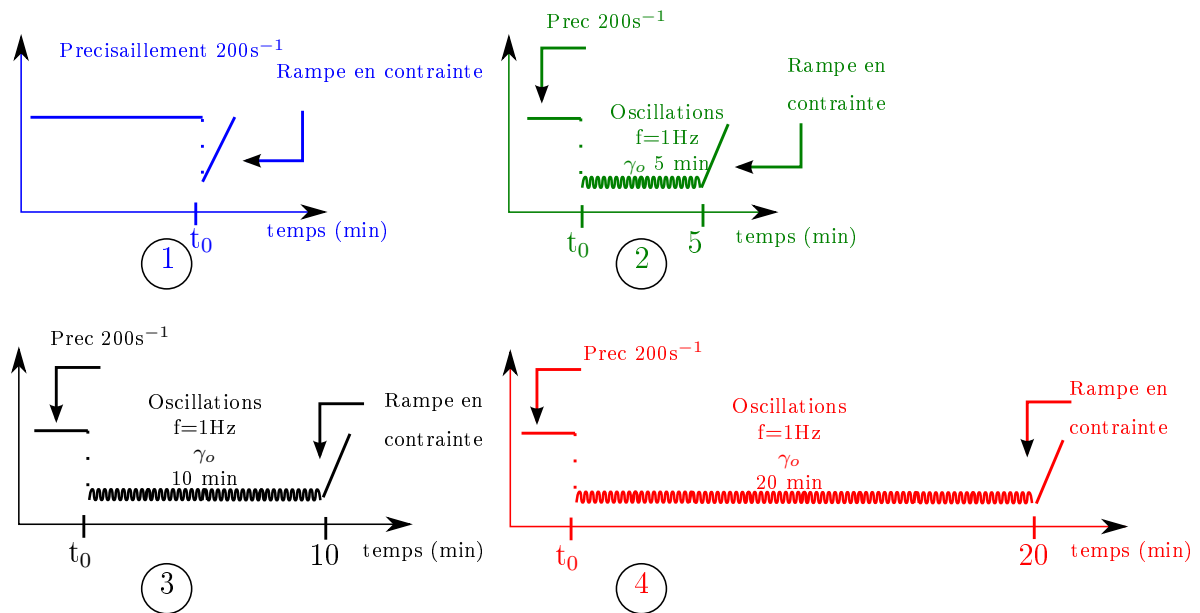 Precisaillement 200s⁻¹
Rampe en contrainte
t₀
temps (min)
1
Prec 200s⁻¹
Oscillations
f=1Hz
γₒ 5 min
Rampe en
contrainte
t₀
5
temps (min)
2
Prec 200s⁻¹
Oscillations
f=1Hz
γₒ
10 min
Rampe en
contrainte
t₀
10
temps (min)
3
Prec 200s⁻¹
Oscillations
f=1Hz
γₒ
20 min
Rampe en
contrainte
t₀
20
temps (min)
4